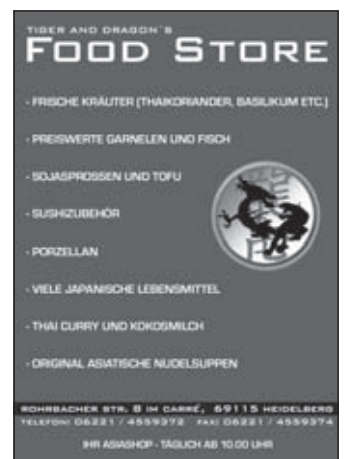 TIGER AND DRAGON`S
FOOD STORE
- FRISCHE KRÄUTER (THAIKORIANDER, BASILIKUM ETC.)
- PREISWERTE GARNELEN UND FISCH
- SOJASPROSSEN UND TOFU
- SUSHIZUBEHÖR
- PORZELLAN
- VIELE JAPANISCHE LEBENSMITTEL
- THAI CURRY UND KOKOSMILCH
- ORIGINAL ASIATISCHE NUDELSUPPEN
ROHRBACHER STR. 8 IM CARRÉ, 69115 HEIDELBERG
TELEFON: 06221 / 4559372 FAX: 06221 / 4559374
IHR ASIASHOP - TÄGLICH AB 10.00 UHR